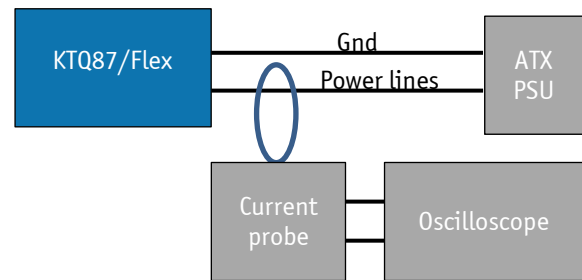 KTQ87/Flex
Gnd
Power lines
ATX
PSU
Current
probe
Oscilloscope